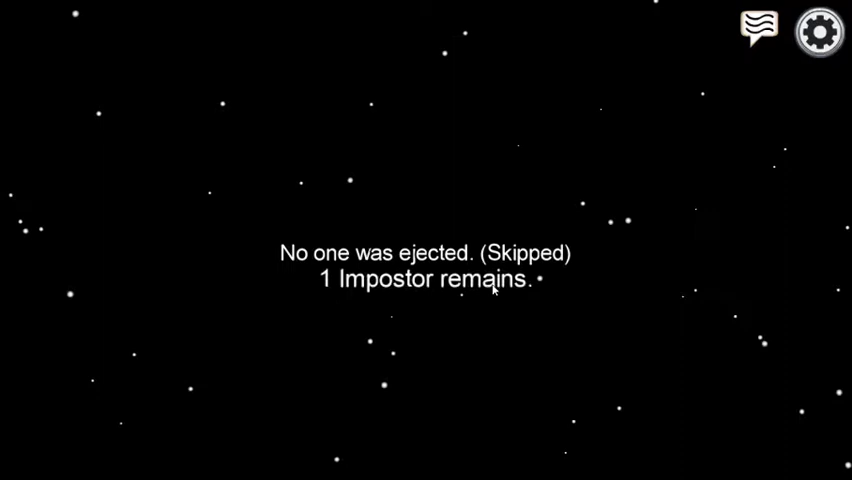 No one was ejected. (Skipped)
1 Impostor remains.